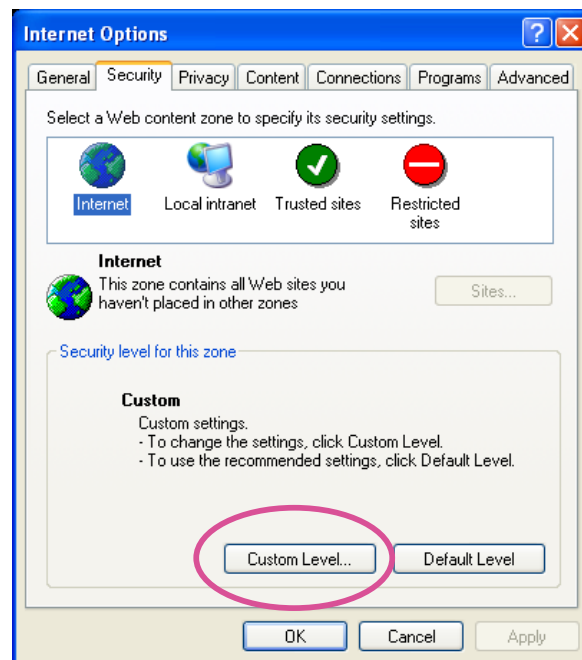 Internet Options
General Security Privacy Content Connections Programs Advanced
Select a Web content zone to specify its security settings.
Internet Local intranet Trusted sites Restricted sites
Internet
This zone contains all Web sites you
haven't placed in other zones
Sites...
Security level for this zone
Custom
Custom settings.
- To change the settings, click Custom Level.
- To use the recommended settings, click Default Level.
Custom Level... Default Level
OK Cancel Apply